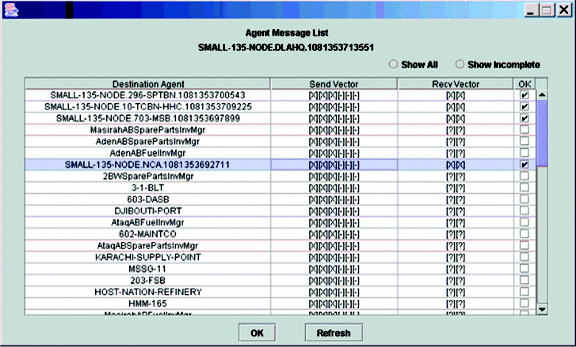 Agent Message List
SMALL-135-NODE.DLAHQ.1081353713551
Show All Show Incomplete
Destination Agent Send Vector Recv Vector OK
SMALL-135-NODE.296-SPTBN.1081353700543 [X][X][X][-][-][-] [X][X]
SMALL-135-NODE.10-TCBN-HHC.1081353709225 [X][X][X][-][-][-] [X][X]
SMALL-135-NODE.703-MSB.1081353697899 [X][X][X][-][-][-] [X][X]
MasirahABSparePartsInvMgr [X][X][X][-][-][-] [?][?]
AdenABSparePartsInvMgr [X][X][X][-][-][-] [?][?]
AdenABFuelInvMgr [X][X][X][-][-][-] [?][?]
SMALL-135-NODE.NCA.1081353692711 [X][X][X][-][-][-] [X][X]
2BWSparePartsInvMgr [X][X][X][-][-][-] [?][?]
3-1-BLT [X][X][X][-][-][-] [?][?]
603-DASB [X][X][X][-][-][-] [?][?]
DJIBOUTI-PORT [X][X][X][-][-][-] [?][?]
AtaqABFuelInvMgr [X][X][X][-][-][-] [?][?]
602-MAINTCO [X][X][X][-][-][-] [?][?]
AtaqABSparePartsInvMgr [X][X][X][-][-][-] [?][?]
KARACHI-SUPPLY-POINT [X][X][X][-][-][-] [?][?]
MSSG-11 [X][X][X][-][-][-] [?][?]
203-FSB [X][X][X][-][-][-] [?][?]
HOST-NATION-REFINERY [X][X][X][-][-][-] [?][?]
HMM-165 [X][X][X][-][-][-] [?][?]
MasirahABFuelInvMgr [X][X][X][-][-][-] [?][?]
OK Refresh